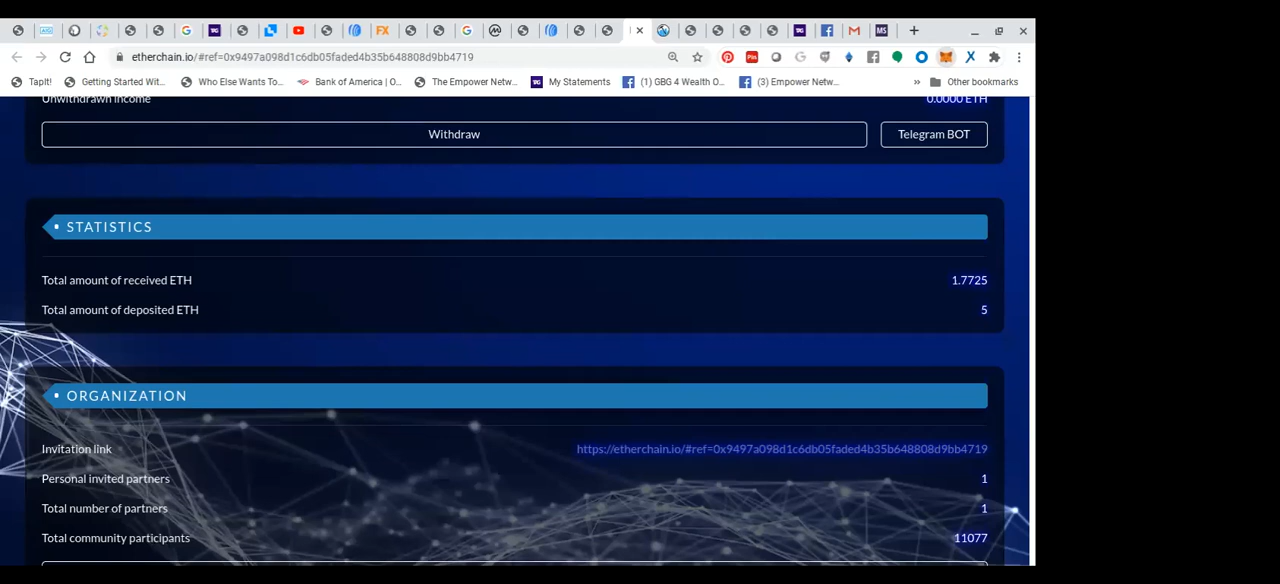 etherchain.io/#ref=0x9497a098d1c6db05faded4b35b648808d9bb4719
TapIt! Getting Started Wit... Who Else Wants To... Bank of America | O... The Empower Netw... My Statements (1) GBG 4 Wealth O... (3) Empower Netw... » Other bookmarks
Unwithdrawn income 0.0000 ETH
Withdraw Telegram BOT
STATISTICS
Total amount of received ETH 1.7725
Total amount of deposited ETH 5
ORGANIZATION
Invitation link https://etherchain.io/#ref=0x9497a098d1c6db05faded4b35b648808d9bb4719
Personal invited partners 1
Total number of partners 1
Total community participants 11077